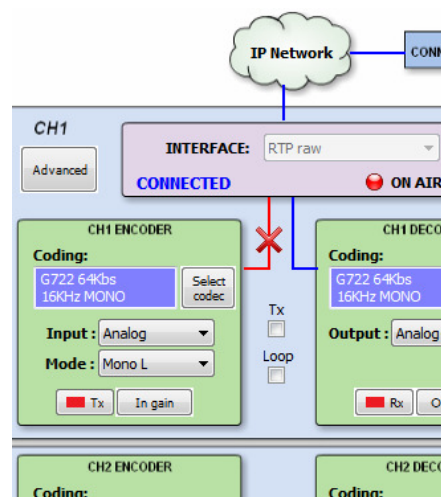 IP Network
CONN
CH1
Advanced
INTERFACE: RTP raw
CONNECTED
ON AIR
CH1 ENCODER
Coding:
G722 64Kbs
16KHz MONO
Select
codec
Input : Analog
Mode : Mono L
Tx
In gain
Tx
Loop
CH1 DECO
Coding:
G722 64Kbs
16KHz MONO
Output : Analog
Rx
O
CH2 ENCODER
Coding:
CH2 DECO
Coding: